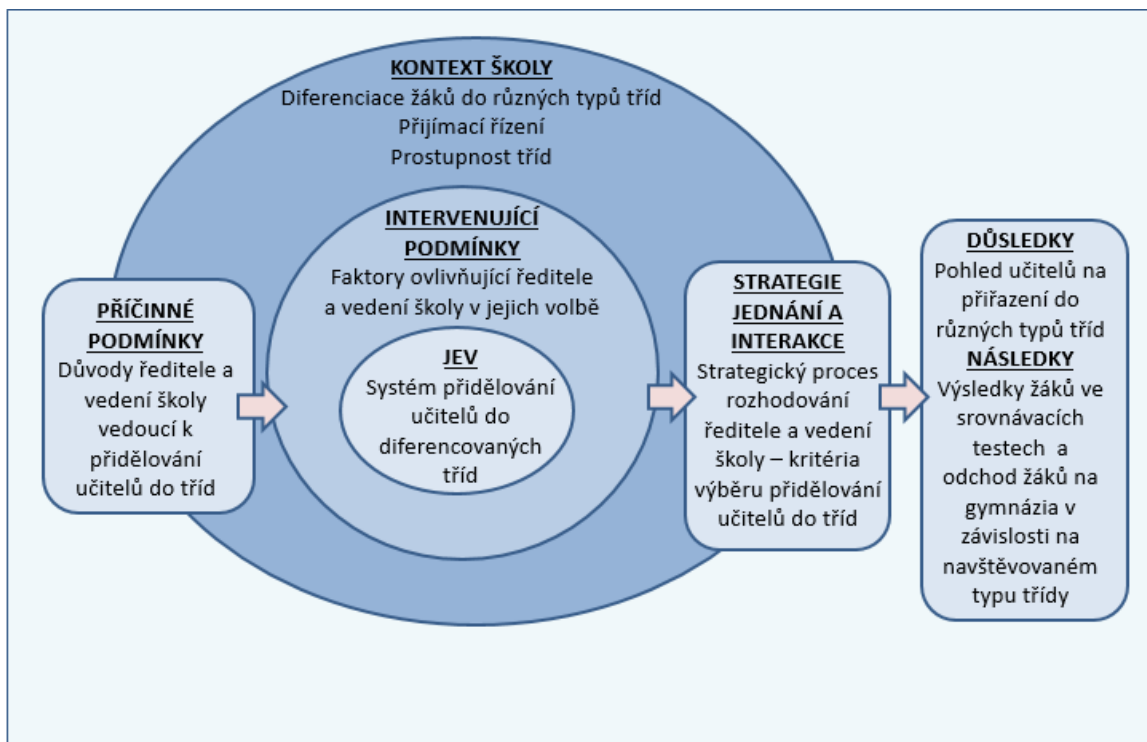 KONTEXT ŠKOLY
Diferenciace žáků do různých typů tříd
Přijímací řízení
Prostupnost tříd
INTERVENUJÍCÍ
PODMÍNKY
Faktory ovlivňující ředitele
a vedení školy v jejich volbě
JEV
Systém přidělování
učitelů do
diferencovaných
tříd
PŘÍČINNÉ
PODMÍNKY
Důvody ředitele a
vedení školy
vedoucí k
přidělování
učitelů do tříd
STRATEGIE
JEDNÁNÍ A
INTERAKCE
Strategický proces
rozhodování
ředitele a vedení
školy – kritéria
výběru přidělování
učitelů do tříd
DŮSLEDKY
Pohled učitelů na
přiřazení do
různých typů tříd
NÁSLEDKY
Výsledky žáků ve
srovnávacích
testech a
odchod žáků na
gymnázia v
závislosti na
navštěvovaném
typu třídy